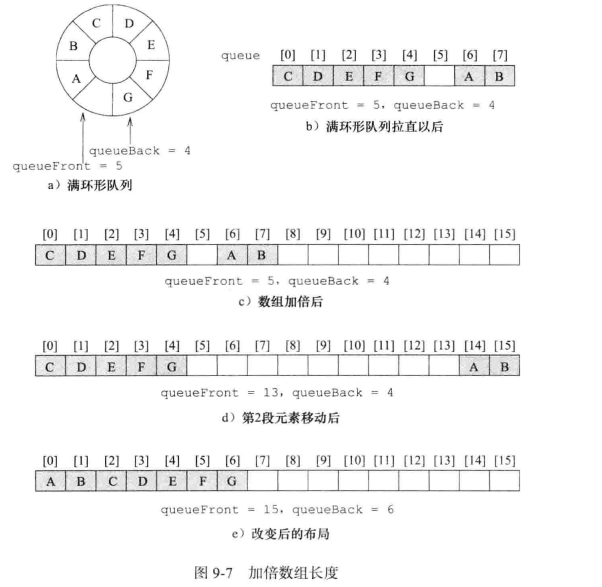 C D
B E
A F
G
queueBack = 4
queueFront = 5
a）满环形队列
queue [0] [1] [2] [3] [4] [5] [6] [7]
C D E F G A B
queueFront = 5, queueBack = 4
b）满环形队列拉直以后
[0] [1] [2] [3] [4] [5] [6] [7] [8] [9] [10] [11] [12] [13] [14] [15]
C D E F G A B
queueFront = 5, queueBack = 4
c）数组加倍后
[0] [1] [2] [3] [4] [5] [6] [7] [8] [9] [10] [11] [12] [13] [14] [15]
C D E F G A B
queueFront = 13, queueBack = 4
d）第2段元素移动后
[0] [1] [2] [3] [4] [5] [6] [7] [8] [9] [10] [11] [12] [13] [14] [15]
A B C D E F G
queueFront = 15, queueBack = 6
e）改变后的布局
图 9-7 加倍数组长度